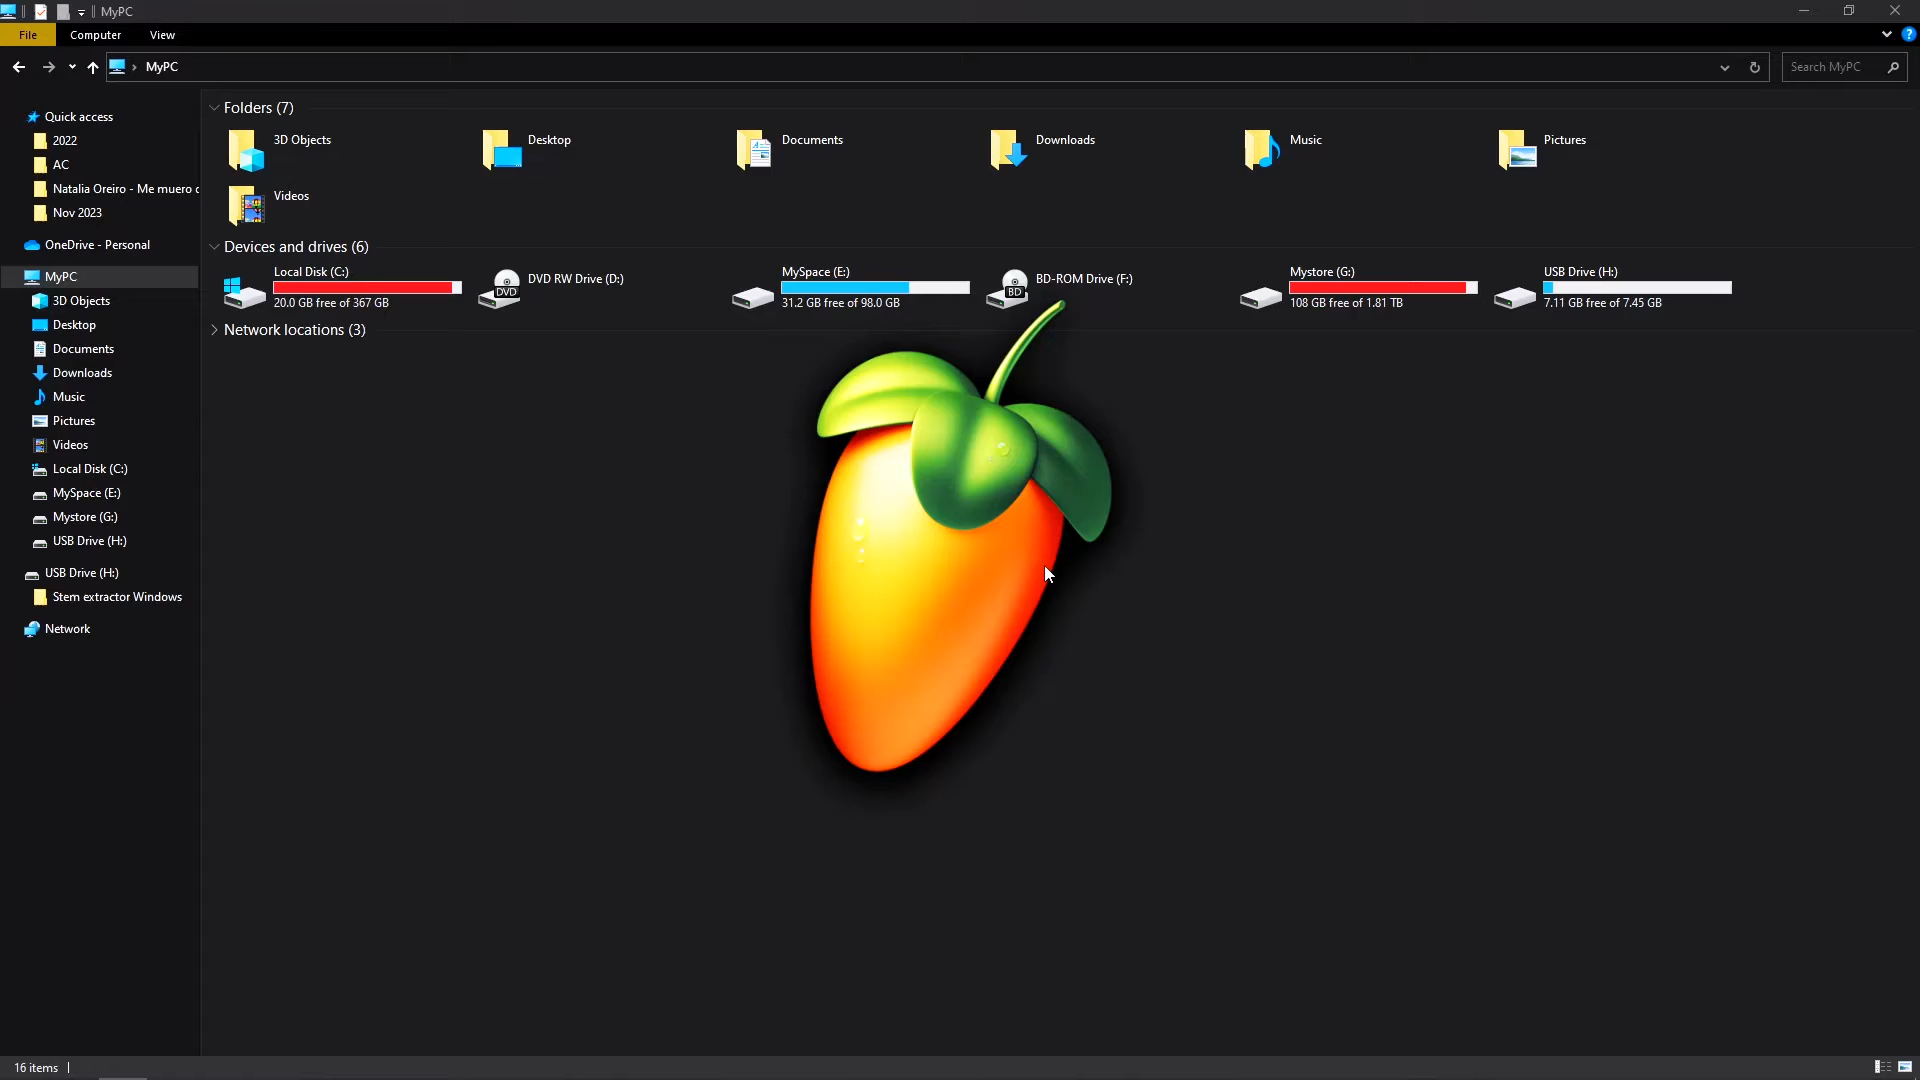 MyPC
File
Computer
View
MyPC
Search MyPC
Quick access
2022
AC
Natalia Oreiro - Me muero c
Nov 2023
OneDrive - Personal
MyPC
3D Objects
Desktop
Documents
Downloads
Music
Pictures
Videos
Local Disk (C:)
MySpace (E:)
Mystore (G:)
USB Drive (H:)
USB Drive (H:)
Stem extractor Windows
Network
Folders (7)
3D Objects
Desktop
Documents
Downloads
Music
Pictures
Videos
Devices and drives (6)
Local Disk (C:)
20.0 GB free of 367 GB
DVD RW Drive (D:)
DVD
MySpace (E:)
31.2 GB free of 98.0 GB
BD-ROM Drive (F:)
BD
Mystore (G:)
108 GB free of 1.81 TB
USB Drive (H:)
7.11 GB free of 7.45 GB
Network locations (3)
16 items